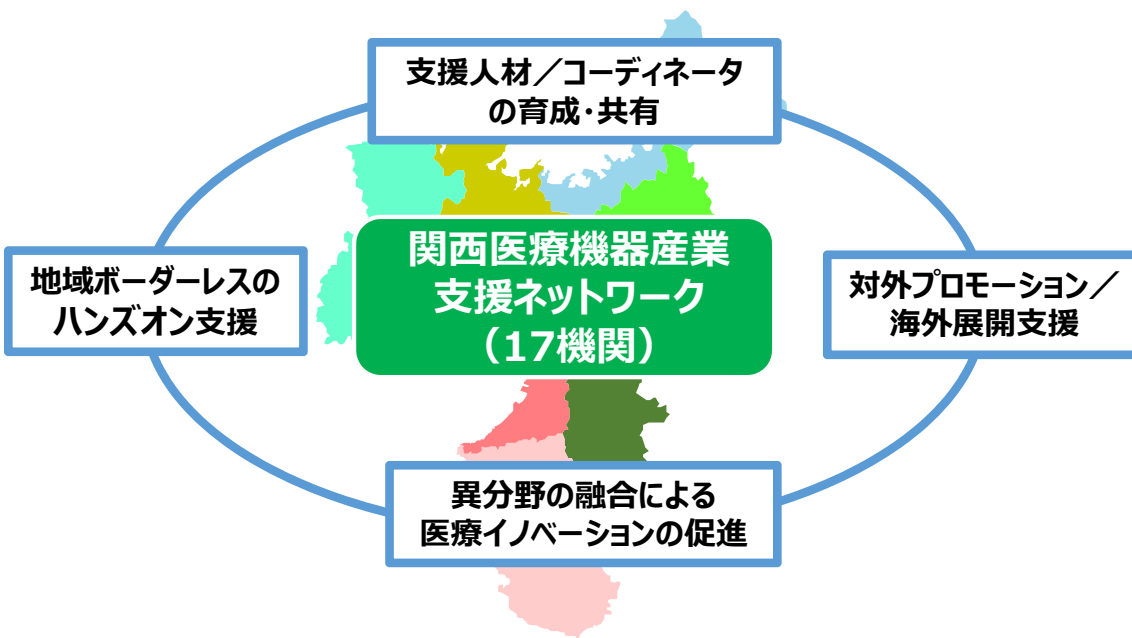 支援人材／コーディネータ
の育成・共有
関西医療機器産業
支援ネットワーク
（17機関）
地域ボーダーレスの
ハンズオン支援
対外プロモーション／
海外展開支援
異分野の融合による
医療イノベーションの促進